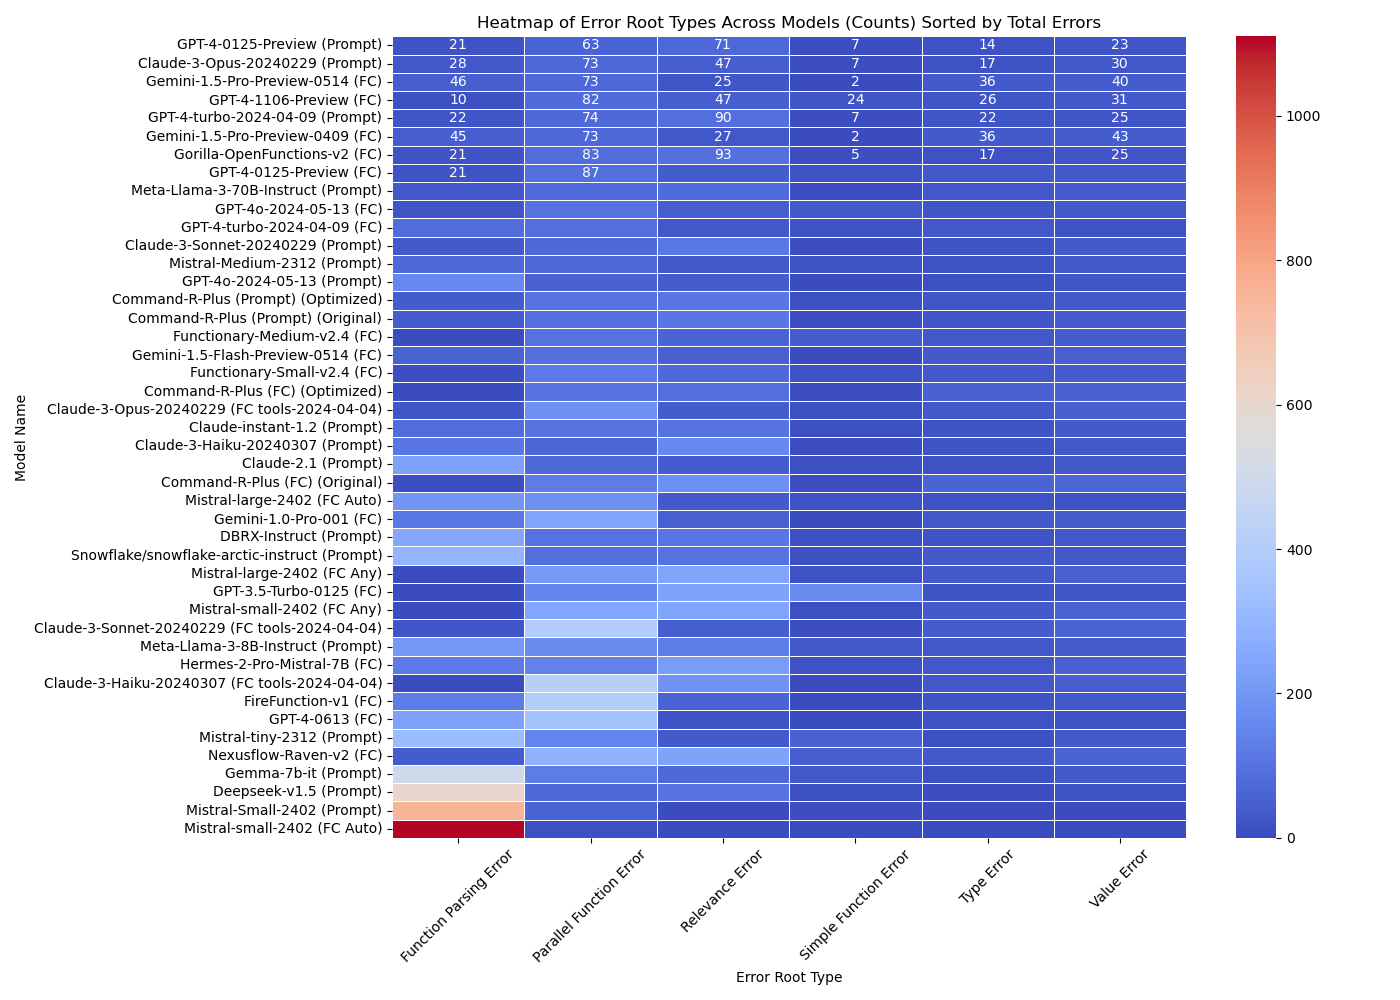 Heatmap of Error Root Types Across Models (Counts) Sorted by Total Errors
GPT-4-0125-Preview (Prompt) 21 63 71 7 14 23
Claude-3-Opus-20240229 (Prompt) 28 73 47 7 17 30
Gemini-1.5-Pro-Preview-0514 (FC) 46 73 25 2 36 40
GPT-4-1106-Preview (FC) 10 82 47 24 26 31
GPT-4-turbo-2024-04-09 (Prompt) 22 74 90 7 22 25
Gemini-1.5-Pro-Preview-0409 (FC) 45 73 27 2 36 43
Gorilla-OpenFunctions-v2 (FC) 21 83 93 5 17 25
GPT-4-0125-Preview (FC) 21 87
Meta-Llama-3-70B-Instruct (Prompt)
GPT-4o-2024-05-13 (FC)
GPT-4-turbo-2024-04-09 (FC)
Claude-3-Sonnet-20240229 (Prompt)
Mistral-Medium-2312 (Prompt)
GPT-4o-2024-05-13 (Prompt)
Command-R-Plus (Prompt) (Optimized)
Command-R-Plus (Prompt) (Original)
Functionary-Medium-v2.4 (FC)
Gemini-1.5-Flash-Preview-0514 (FC)
Functionary-Small-v2.4 (FC)
Command-R-Plus (FC) (Optimized)
Claude-3-Opus-20240229 (FC tools-2024-04-04)
Claude-instant-1.2 (Prompt)
Claude-3-Haiku-20240307 (Prompt)
Claude-2.1 (Prompt)
Command-R-Plus (FC) (Original)
Mistral-large-2402 (FC Auto)
Gemini-1.0-Pro-001 (FC)
DBRX-Instruct (Prompt)
Snowflake/snowflake-arctic-instruct (Prompt)
Mistral-large-2402 (FC Any)
GPT-3.5-Turbo-0125 (FC)
Mistral-small-2402 (FC Any)
Claude-3-Sonnet-20240229 (FC tools-2024-04-04)
Meta-Llama-3-8B-Instruct (Prompt)
Hermes-2-Pro-Mistral-7B (FC)
Claude-3-Haiku-20240307 (FC tools-2024-04-04)
FireFunction-v1 (FC)
GPT-4-0613 (FC)
Mistral-tiny-2312 (Prompt)
Nexusflow-Raven-v2 (FC)
Gemma-7b-it (Prompt)
Deepseek-v1.5 (Prompt)
Mistral-Small-2402 (Prompt)
Mistral-small-2402 (FC Auto)
Model Name
Function Parsing Error
Parallel Function Error
Relevance Error
Simple Function Error
Type Error
Value Error
Error Root Type
1000
800
600
400
200
0